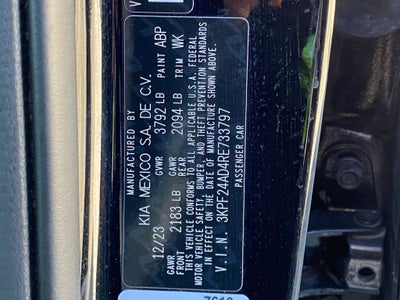 MANUFACTURED BY
KIA MEXICO S.A. DE C.V.
12/23 GVWR 3792 LB PAINT ABP
GAWR FRONT 2183 LB GAWR REAR 2094 LB TRIM WK
THIS VEHICLE CONFORMS TO ALL APPLICABLE U.S.A. FEDERAL
MOTOR VEHICLE SAFETY, BUMPER, AND THEFT PREVENTION STANDARDS
IN EFFECT ON THE DATE OF MANUFACTURE SHOWN ABOVE.
V.I.N. 3KPF24AD4RE733797
PASSENGER CAR